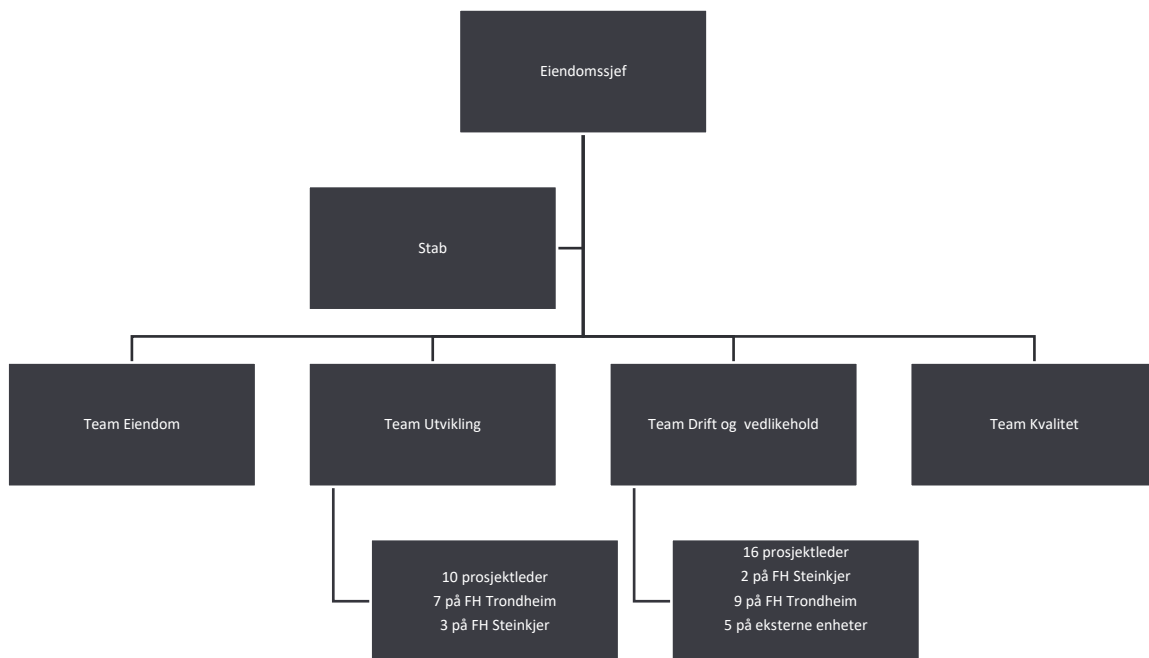 Eiendomssjef
Stab
Team Eiendom
Team Utvikling
Team Drift og vedlikehold
Team Kvalitet
10 prosjektleder
7 på FH Trondheim
3 på FH Steinkjer
16 prosjektleder
2 på FH Steinkjer
9 på FH Trondheim
5 på eksterne enheter